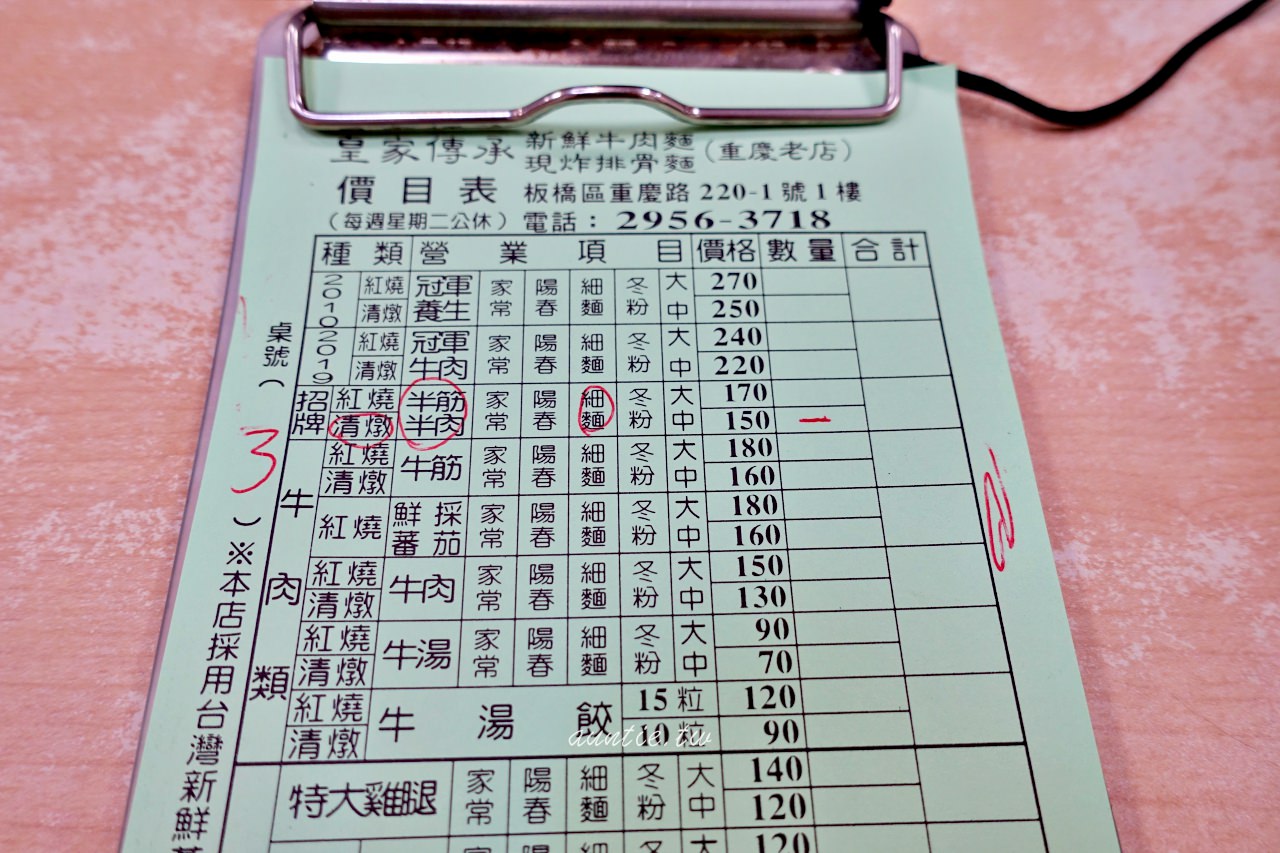 皇家傳承 新鮮牛肉麵 現炸排骨麵 (重慶老店)
價目表 板橋區重慶路 220-1 號 1 樓
(每週星期二公休) 電話: 2956-3718
種類 營業項目 價格 數量 合計
2010 紅燒 清燉 冠軍養生 家常 陽春 細麵 冬粉 大 270
中 250
2019 紅燒 清燉 冠軍牛肉 家常 陽春 細麵 冬粉 大 240
中 220
招牌 紅燒 清燉 半筋半肉 家常 陽春 細麵 冬粉 大 170
中 150 一
牛肉類
紅燒 清燉 牛筋 家常 陽春 細麵 冬粉 大 180
中 160
紅燒 鮮採蕃茄 家常 陽春 細麵 冬粉 大 180
中 160
紅燒 清燉 牛肉 家常 陽春 細麵 冬粉 大 150
中 130
紅燒 清燉 牛湯 家常 陽春 細麵 冬粉 大 90
中 70
紅燒 清燉 牛湯餃 15 粒 120
10 粒 90
特大雞腿 家常 陽春 細麵 冬粉 大 140
中 120
家 陽 細 冬 大 120
桌號 ( 3 )
※本店採用台灣新鮮
auntie.tw